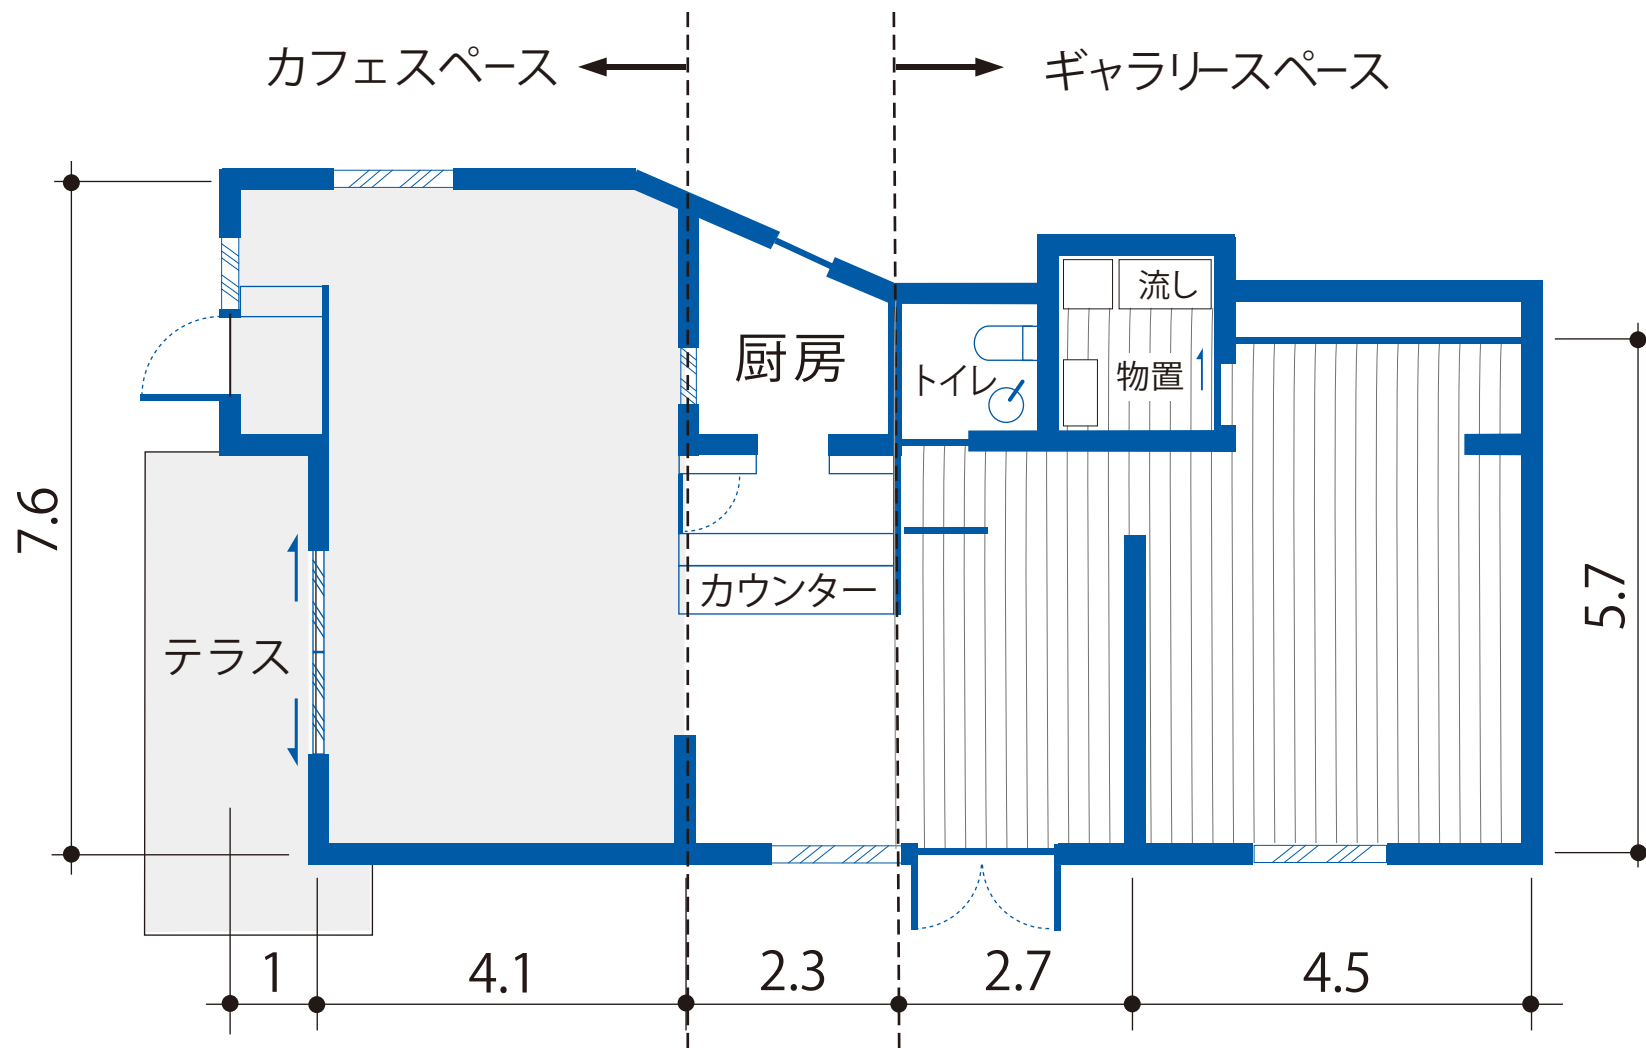 カフェスペース
ギャラリースペース
流し
厨房
トイレ
物置
7.6
カウンター
5.7
テラス
1
4.1
2.3
2.7
4.5